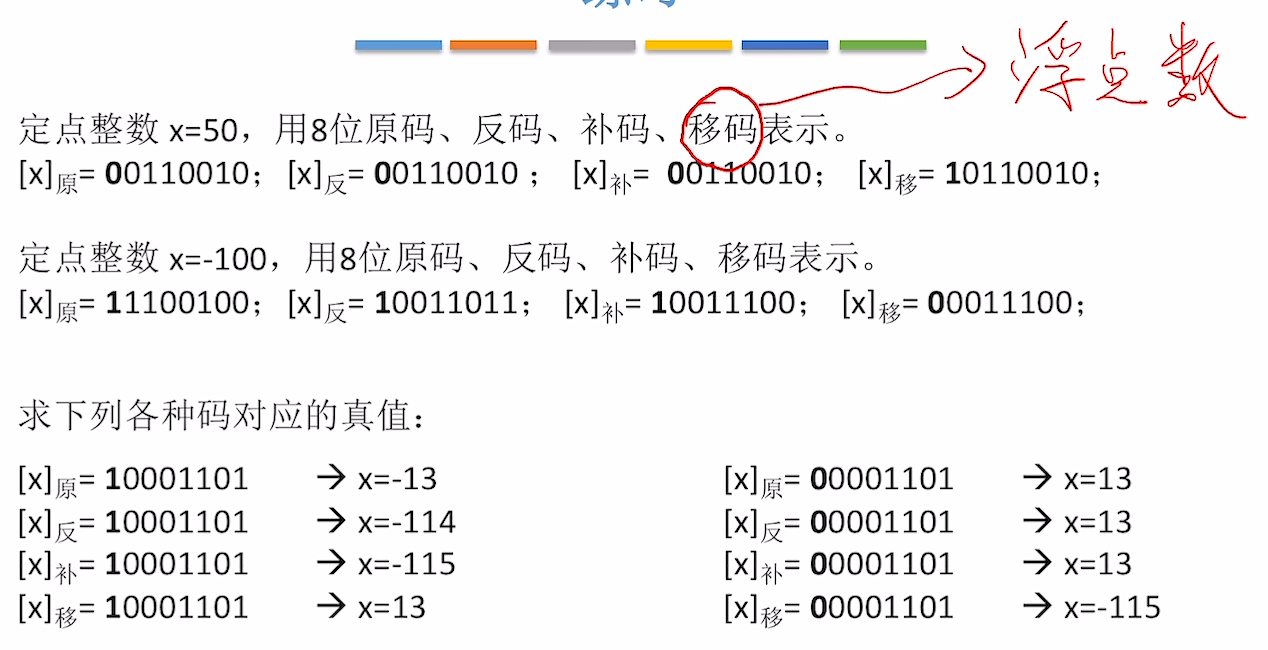 浮点数
定点整数 x=50，用8位原码、反码、补码、移码表示。
[x]原= 00110010；[x]反= 00110010 ； [x]补= 00110010； [x]移= 10110010；
定点整数 x=-100，用8位原码、反码、补码、移码表示。
[x]原= 11100100；[x]反= 10011011； [x]补= 10011100； [x]移= 00011100；
求下列各种码对应的真值：
[x]原= 10001101 → x=-13
[x]反= 10001101 → x=-114
[x]补= 10001101 → x=-115
[x]移= 10001101 → x=13
[x]原= 00001101 → x=13
[x]反= 00001101 → x=13
[x]补= 00001101 → x=13
[x]移= 00001101 → x=-115